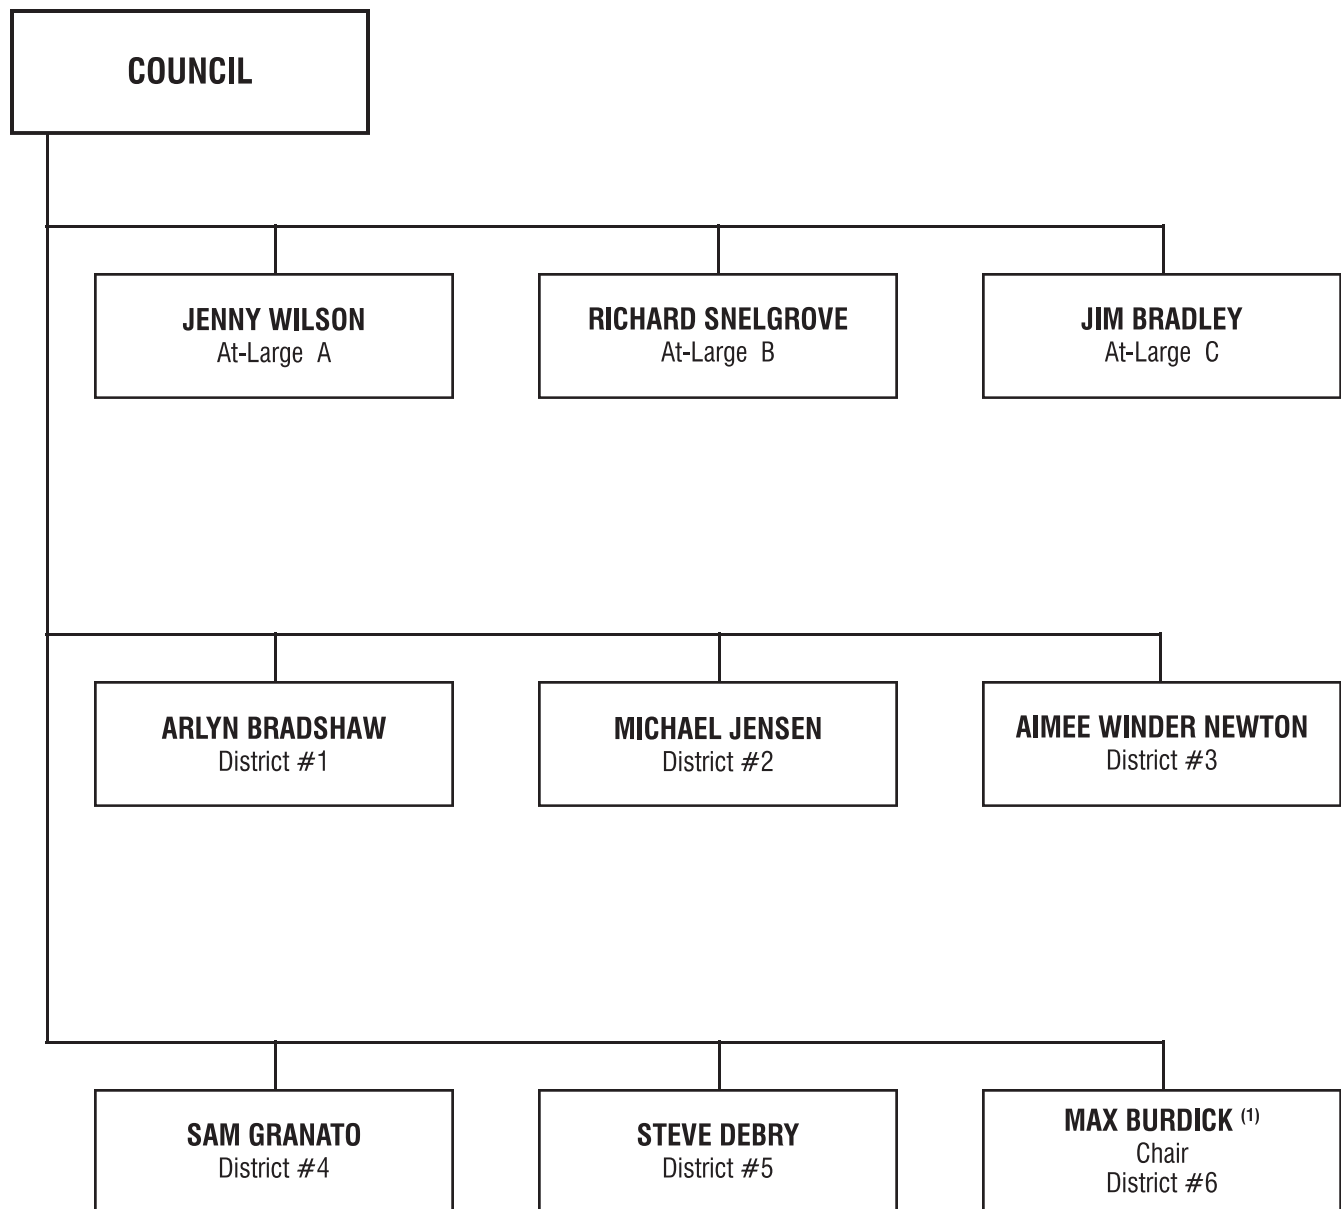 COUNCIL
JENNY WILSON
At-Large A
RICHARD SNELGROVE
At-Large B
JIM BRADLEY
At-Large C
ARLYN BRADSHAW
District #1
MICHAEL JENSEN
District #2
AIMEE WINDER NEWTON
District #3
SAM GRANATO
District #4
STEVE DEBRY
District #5
MAX BURDICK (1)
Chair
District #6